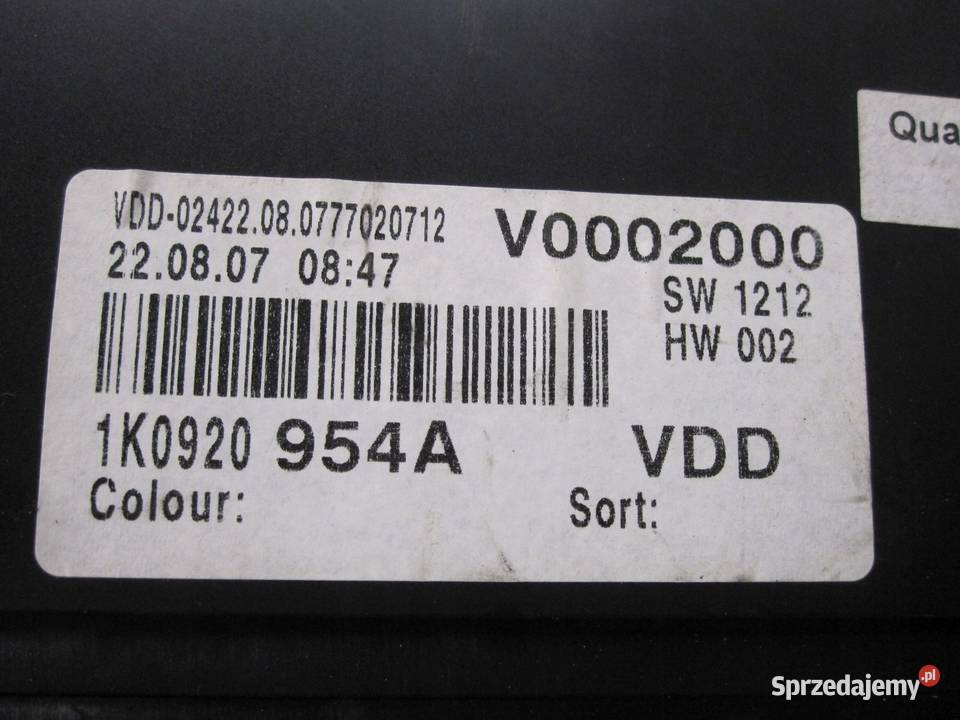 VDD-02422.08.0777020712
22.08.07 08:47
V0002000
SW 1212
HW 002
1K0920 954A
VDD
Colour:
Sort:
Qua
Sprzedajemy.pl